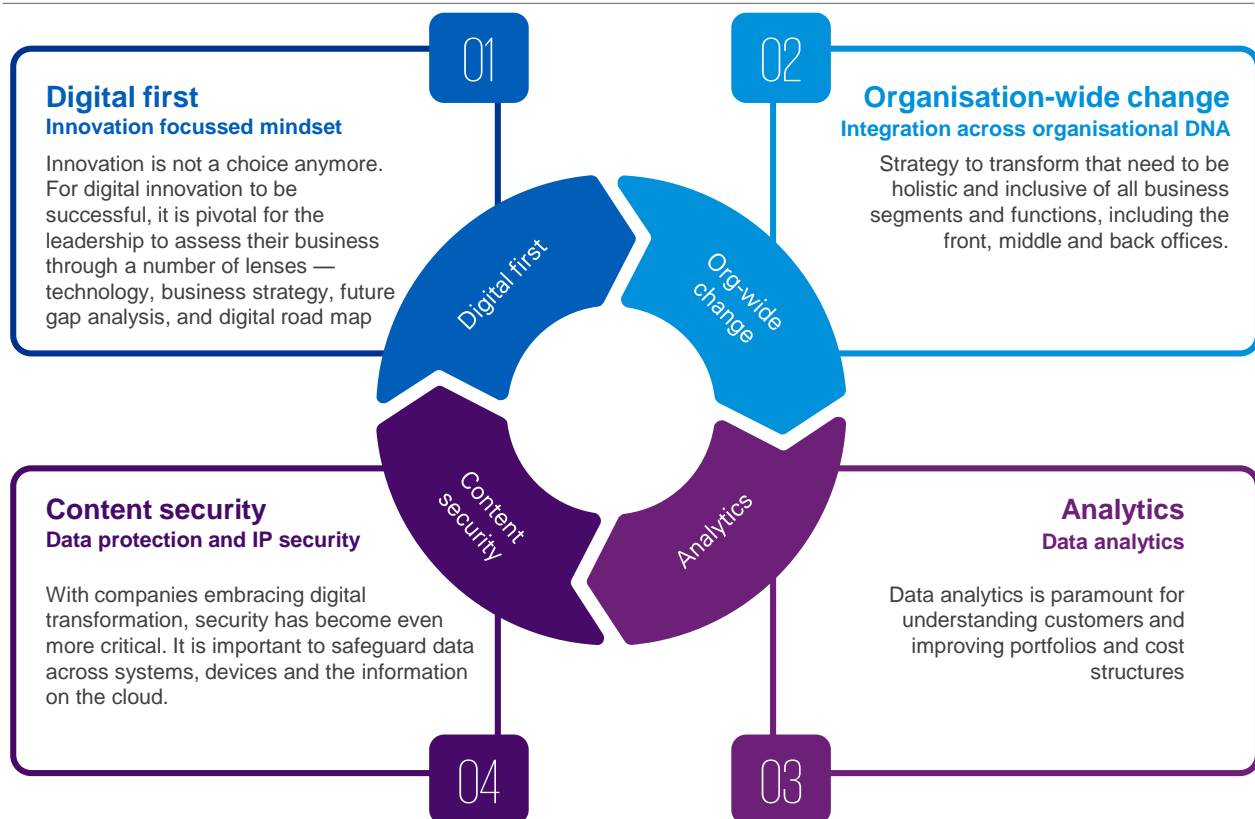 01
Digital first
Innovation focussed mindset
Innovation is not a choice anymore.
For digital innovation to be
successful, it is pivotal for the
leadership to assess their business
through a number of lenses —
technology, business strategy, future
gap analysis, and digital road map
02
Organisation-wide change
Integration across organisational DNA
Strategy to transform that need to be
holistic and inclusive of all business
segments and functions, including the
front, middle and back offices.
Digital first
Org-wide
change
Content
security
Analytics
Content security
Data protection and IP security
With companies embracing digital
transformation, security has become even
more critical. It is important to safeguard data
across systems, devices and the information
on the cloud.
04
Analytics
Data analytics
Data analytics is paramount for
understanding customers and
improving portfolios and cost
structures
03